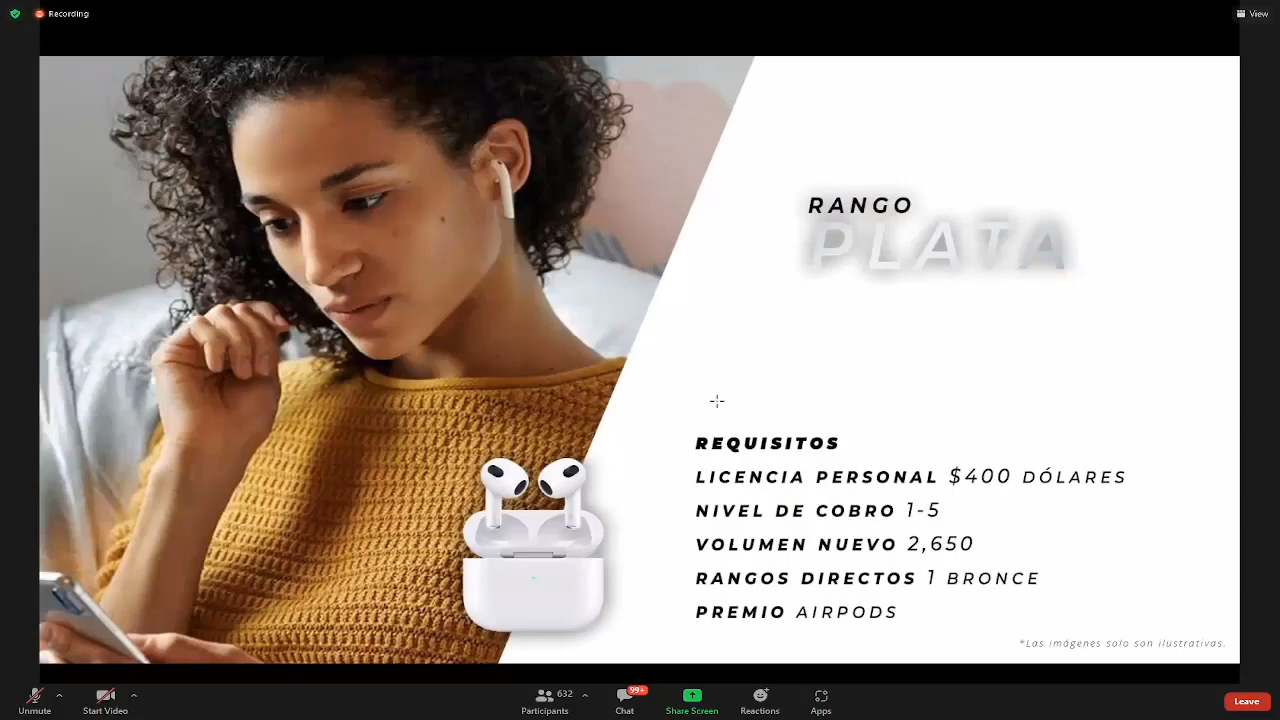 Recording
View
RANGO
PLATA
REQUISITOS
LICENCIA PERSONAL $400 DÓLARES
NIVEL DE COBRO 1-5
VOLUMEN NUEVO 2,650
RANGOS DIRECTOS 1 BRONCE
PREMIO AIRPODS
*Las imágenes solo son ilustrativas.
Unmute
Start Video
632
Participants
99+
Chat
Share Screen
Reactions
Apps
Leave